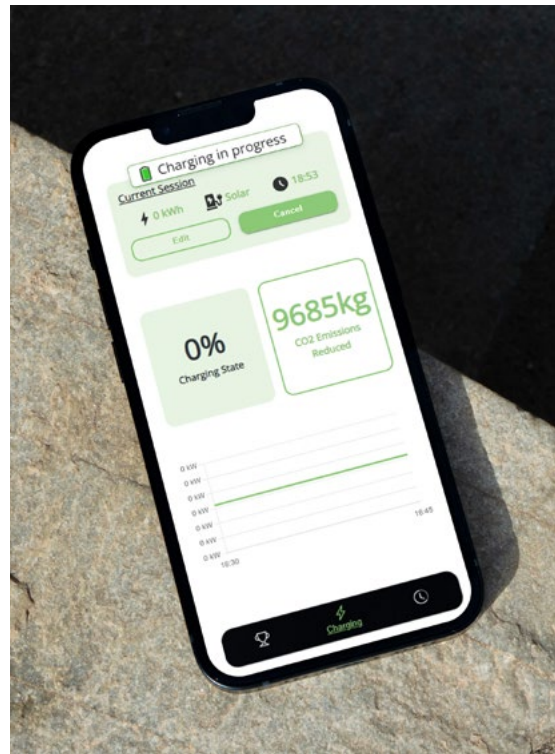 Charging in progress
Current Session
0 kWh
Solar
18:53
Edit
Cancel
0%
Charging State
9685kg
CO2 Emissions
Reduced
0 kW
0 kW
0 kW
0 kW
0 kW
0 kW
0 kW
18:30
18:45
Charging